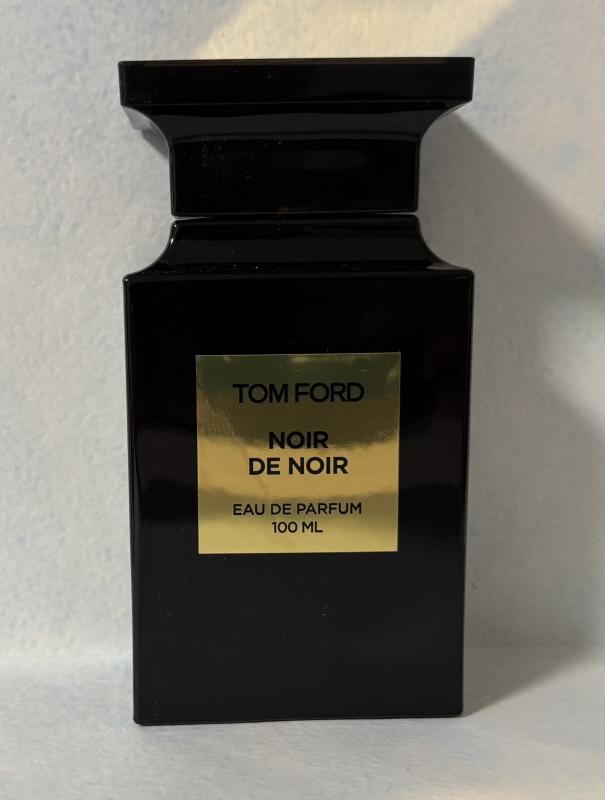 TOM FORD
NOIR
DE NOIR
EAU DE PARFUM
100 ML